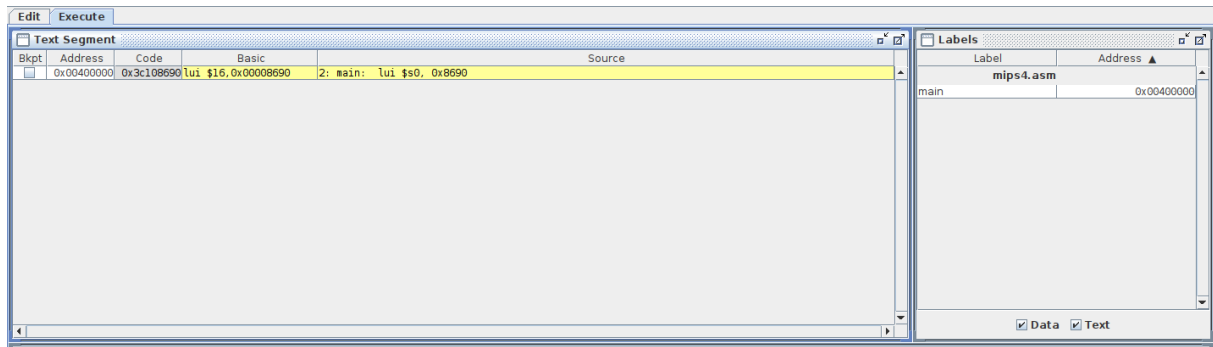 Edit Execute
Text Segment
Bkpt Address Code Basic Source
0x00400000 0x3c108690 lui $16,0x00008690 2: main: lui $s0, 0x8690
Labels
Label Address ▲
mips4.asm
main 0x00400000
Data Text